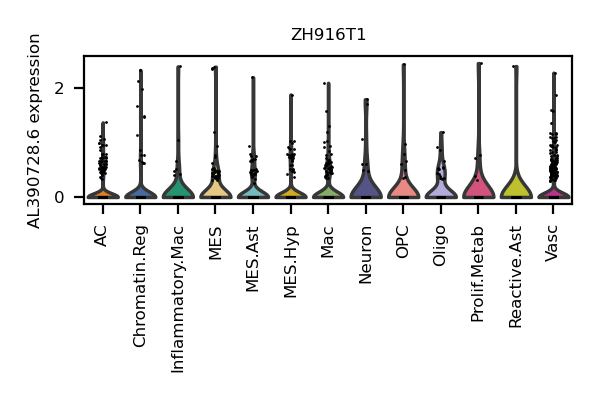 ZH916T1
AL390728.6 expression
2
0
AC
Chromatin.Reg
Inflammatory.Mac
MES
MES.Ast
MES.Hyp
Mac
Neuron
OPC
Oligo
Prolif.Metab
Reactive.Ast
Vasc